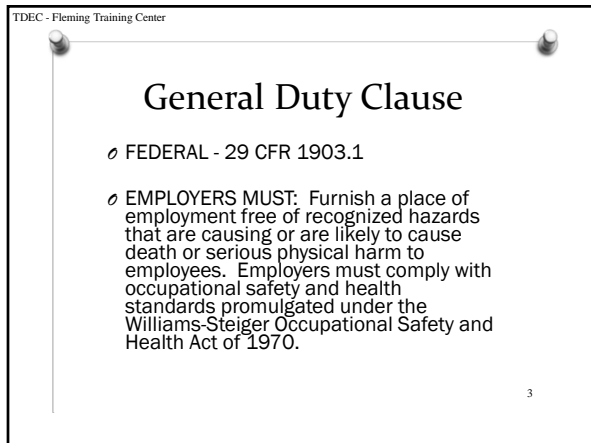 TDEC - Fleming Training Center
General Duty Clause
FEDERAL - 29 CFR 1903.1
EMPLOYERS MUST: Furnish a place of
employment free of recognized hazards
that are causing or are likely to cause
death or serious physical harm to
employees. Employers must comply with
occupational safety and health
standards promulgated under the
Williams-Steiger Occupational Safety and
Health Act of 1970.
3